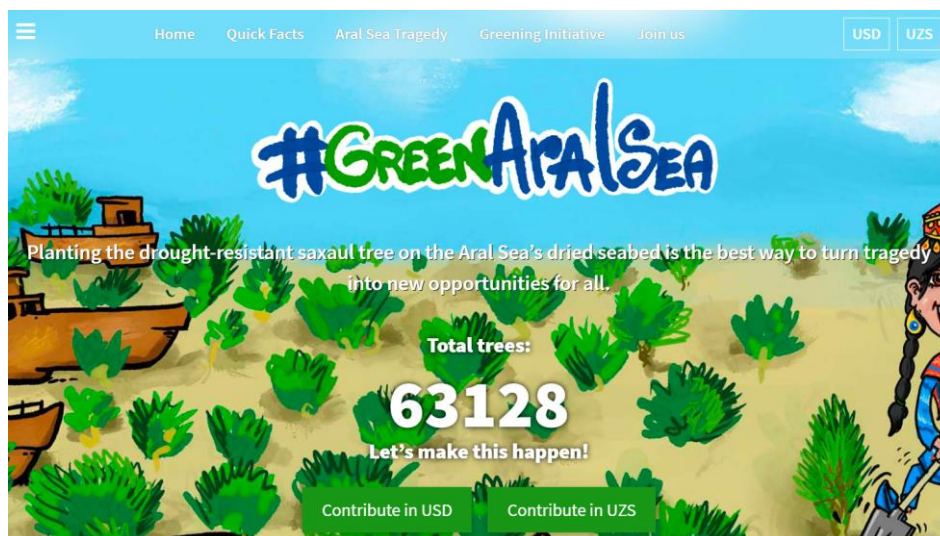 Home Quick Facts Aral Sea Tragedy Greening Initiative Join us USD UZS
#GREENARALSEA
Planting the drought-resistant saxaul tree on the Aral Sea's dried seabed is the best way to turn tragedy
into new opportunities for all.
Total trees:
63128
Let's make this happen!
Contribute in USD Contribute in UZS